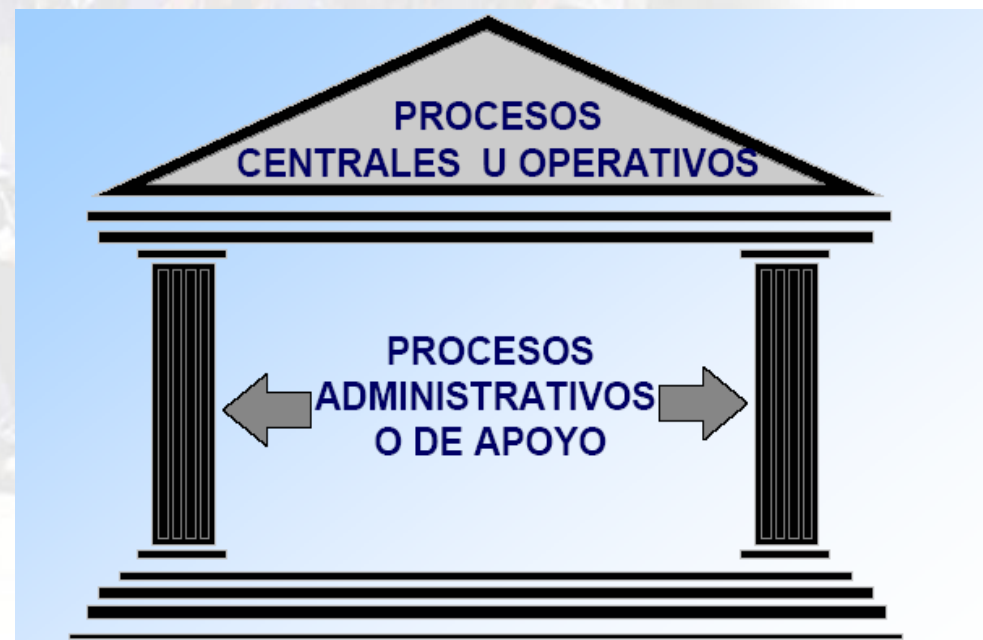 PROCESOS
CENTRALES U OPERATIVOS
PROCESOS
ADMINISTRATIVOS
O DE APOYO